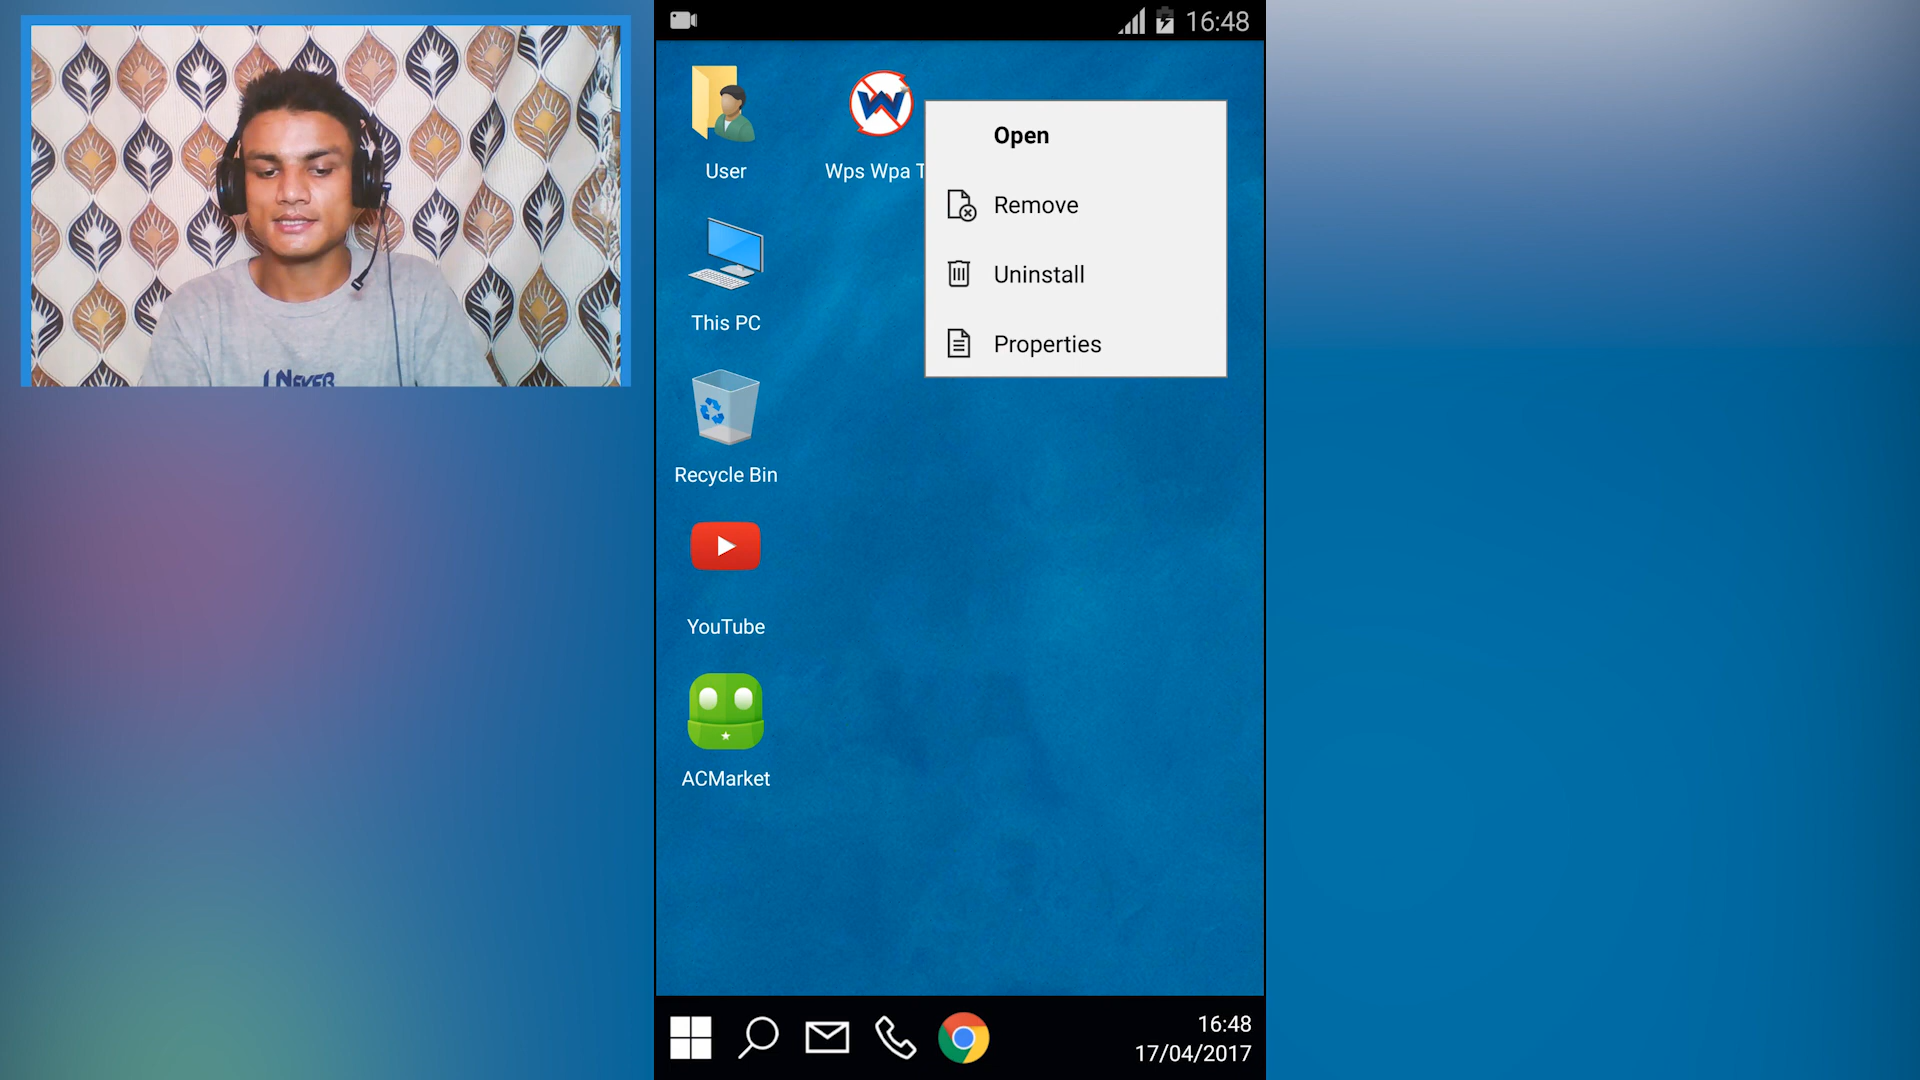 16:48
User
Wps Wpa T
Open
Remove
Uninstall
Properties
This PC
Recycle Bin
YouTube
ACMarket
I NEVER
16:48
17/04/2017